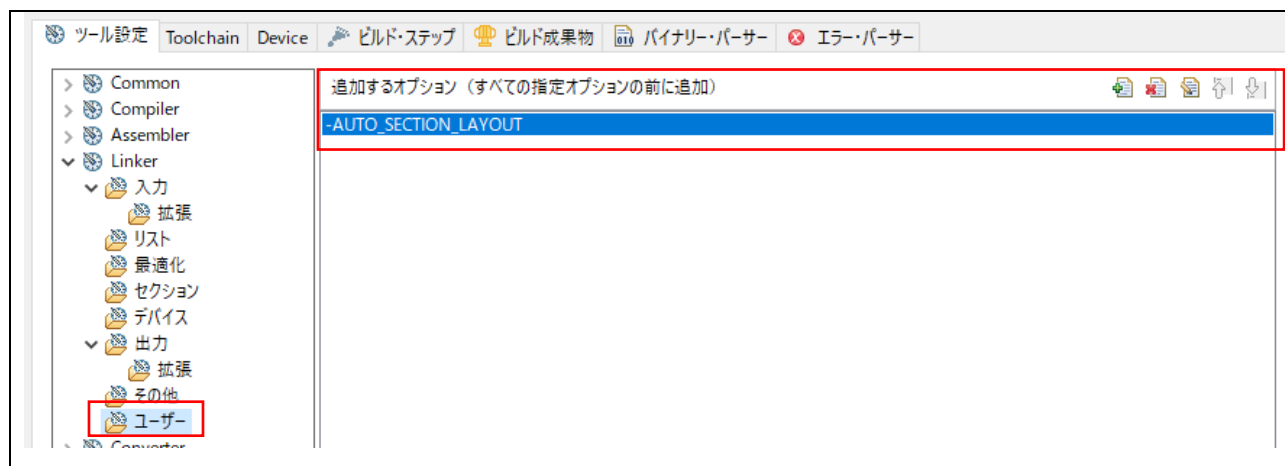 ツール設定 Toolchain Device ビルド・ステップ ビルド成果物 バイナリー・パーサー エラー・パーサー
Common
Compiler
Assembler
Linker
入力
拡張
リスト
最適化
セクション
デバイス
出力
拡張
その他
ユーザー
Converter
追加するオプション（すべての指定オプションの前に追加）
-AUTO_SECTION_LAYOUT